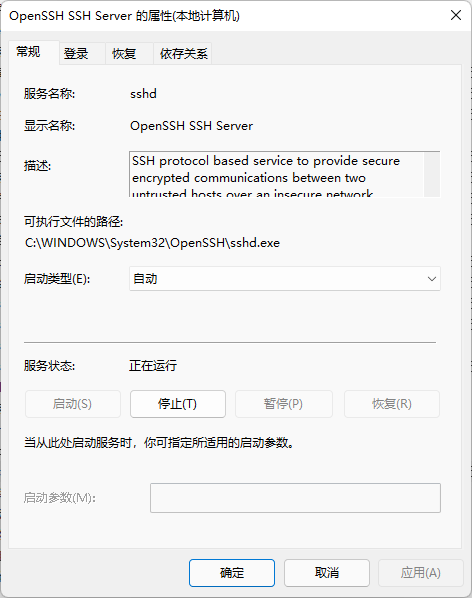 OpenSSH SSH Server 的属性(本地计算机)
常规 登录 恢复 依存关系
服务名称: sshd
显示名称: OpenSSH SSH Server
描述: SSH protocol based service to provide secure
encrypted communications between two
untrusted hosts over an insecure network
可执行文件的路径:
C:\WINDOWS\System32\OpenSSH\sshd.exe
启动类型(E): 自动
服务状态: 正在运行
启动(S) 停止(T) 暂停(P) 恢复(R)
当从此处启动服务时，你可指定所适用的启动参数。
启动参数(M):
确定 取消 应用(A)